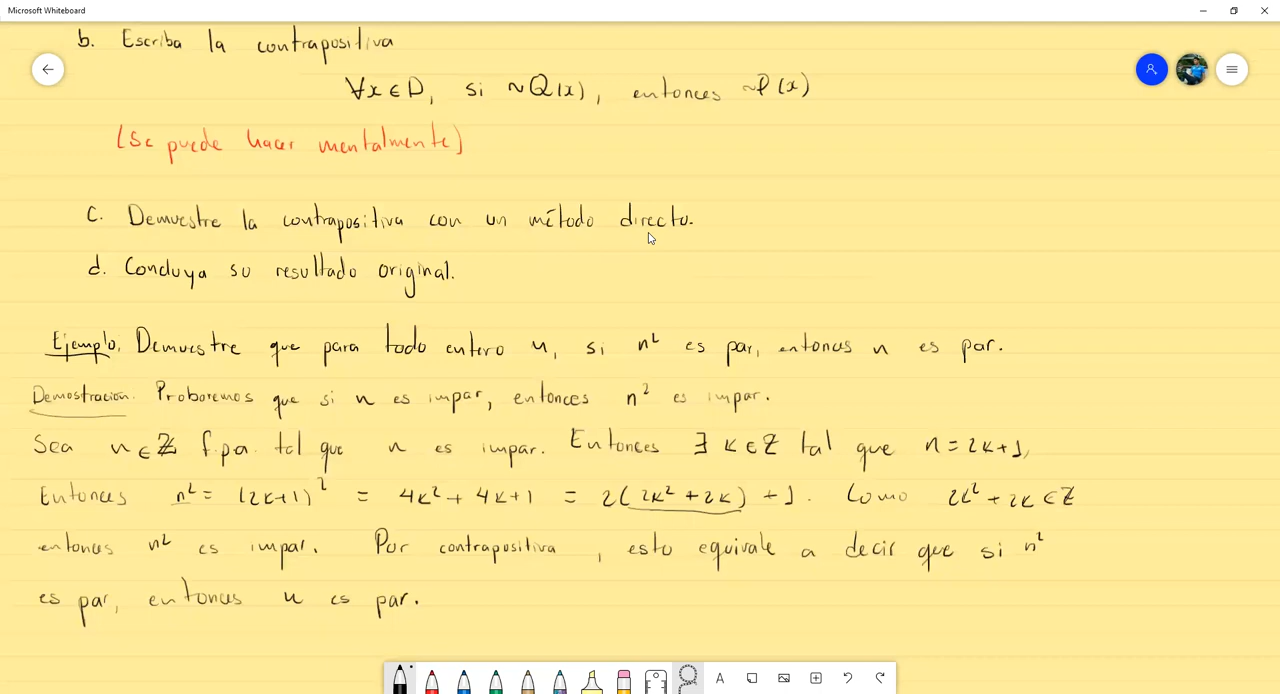 Microsoft Whiteboard
b. Escriba la contrapositiva
∀x ∈ D, si ~Q(x), entonces ~P(x)
(Se puede hacer mentalmente)
c. Demuestre la contrapositiva con un método directo.
d. Concluya su resultado original.
Ejemplo. Demuestre que para todo entero n, si n² es par, entonces n es par.
Demostración. Probaremos que si n es impar, entonces n² es impar.
Sea n ∈ ℤ f.p.a. tal que n es impar. Entonces ∃ k ∈ ℤ tal que n = 2k+1,
Entonces n² = (2k+1)² = 4k² + 4k+1 = 2(2k² + 2k) + 1. Como 2k² + 2k ∈ ℤ
entonces n² es impar. Por contrapositiva, esto equivale a decir que si n²
es par, entonces n es par.
A